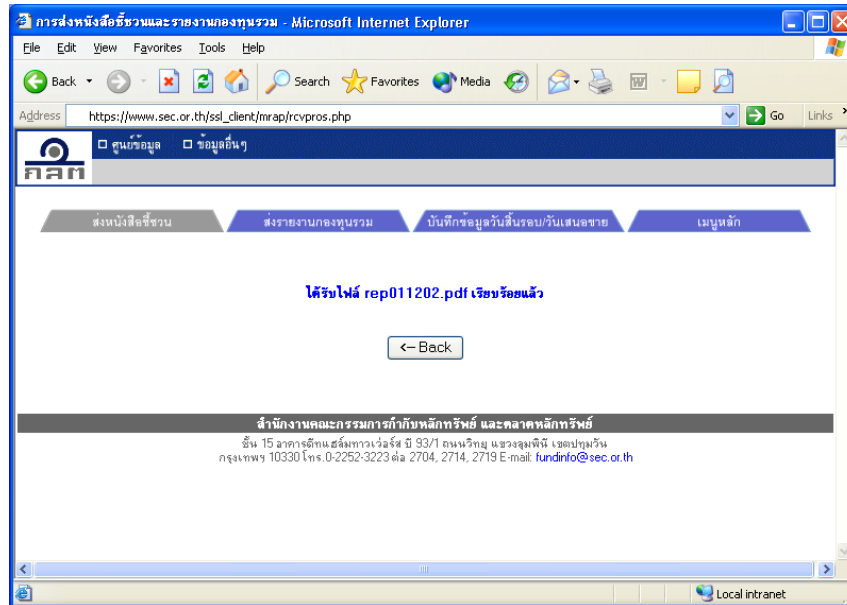 การส่งหนังสือชี้ชวนและรายงานกองทุนรวม - Microsoft Internet Explorer
File Edit View Favorites Tools Help
Back Search Favorites Media
Address https://www.sec.or.th/ssl_client/mrap/rcvpros.php Go Links
ศูนย์ข้อมูล ข้อมูลอื่นๆ
กลต
ส่งหนังสือชี้ชวน ส่งรายงานกองทุนรวม บันทึกข้อมูลวันสิ้นรอบ/วันเสนอขาย เมนูหลัก
ได้รับไฟล์ rep011202.pdf เรียบร้อยแล้ว
<-- Back
สำนักงานคณะกรรมการกำกับหลักทรัพย์ และตลาดหลักทรัพย์
ชั้น 15 อาคารดีทแฮล์มทาวเว่อร์ส บี 93/1 ถนนวิทยุ แขวงลุมพินี เขตปทุมวัน
กรุงเทพฯ 10330 โทร.0-2252-3223 ต่อ 2704, 2714, 2719 E-mail: fundinfo@sec.or.th
Local intranet